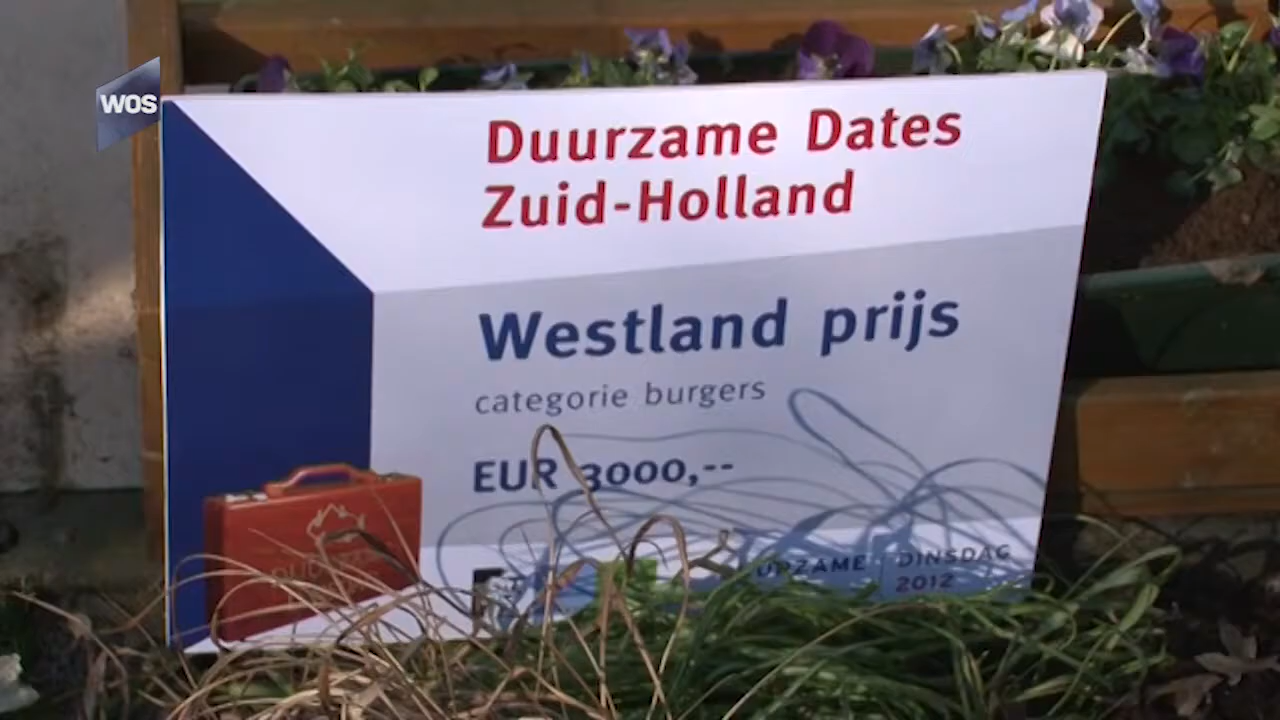 WOS
Duurzame Dates
Zuid-Holland
Westland prijs
categorie burgers
EUR 3000,--
DINSDAG
2012